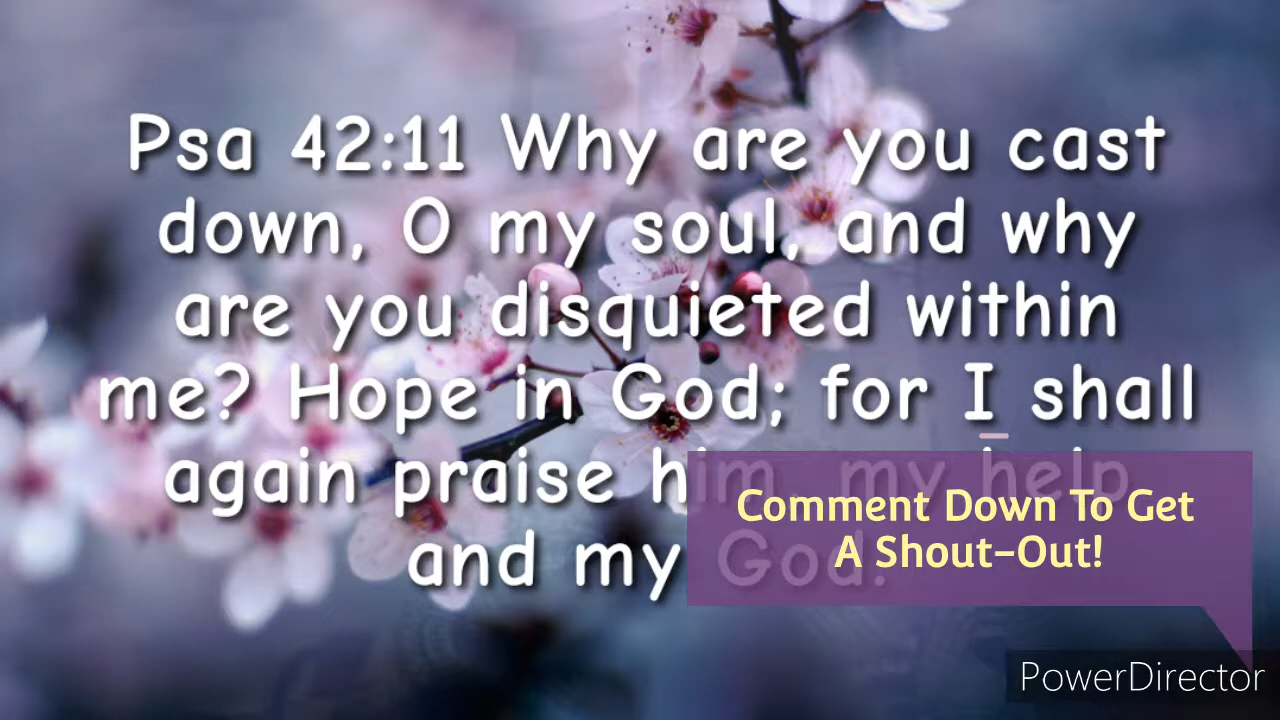 Psa 42:11 Why are you cast
down, O my soul, and why
are you disquieted within
me? Hope in God; for I shall
again praise him, my help
and my God.
Comment Down To Get
A Shout-Out!
PowerDirector